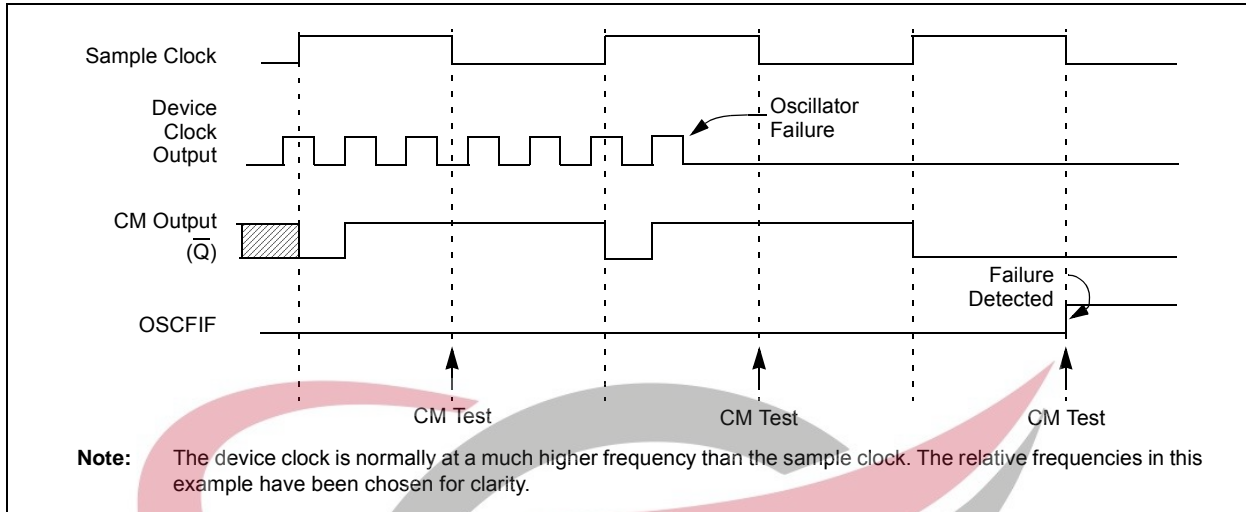 Sample Clock
Device
Clock
Output
Oscillator
Failure
CM Output
(Q̅)
Failure
Detected
OSCFIF
CM Test
CM Test
CM Test
Note: The device clock is normally at a much higher frequency than the sample clock. The relative frequencies in this
example have been chosen for clarity.